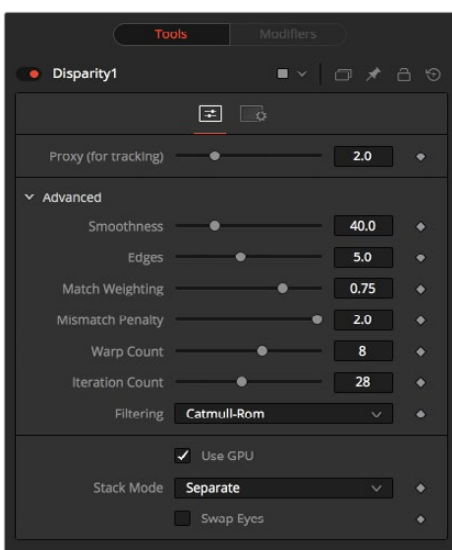 Tools Modifiers
Disparity1
Proxy (for tracking) 2.0
Advanced
Smoothness 40.0
Edges 5.0
Match Weighting 0.75
Mismatch Penalty 2.0
Warp Count 8
Iteration Count 28
Filtering Catmull-Rom
Use GPU
Stack Mode Separate
Swap Eyes